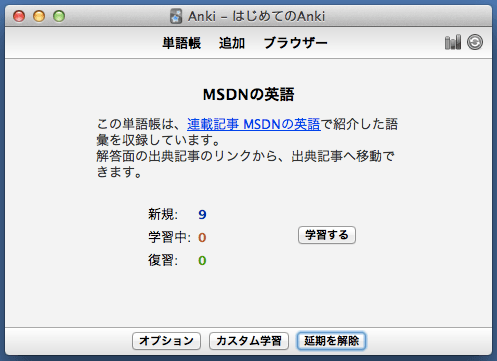 Anki – はじめてのAnki
単語帳 追加 ブラウザー
MSDNの英語
この単語帳は、連載記事 MSDNの英語で紹介した語
彙を収録しています。
解答面の出典記事のリンクから、出典記事へ移動で
きます。
新規: 9
学習中: 0
学習する
復習: 0
オプション カスタム学習 延期を解除